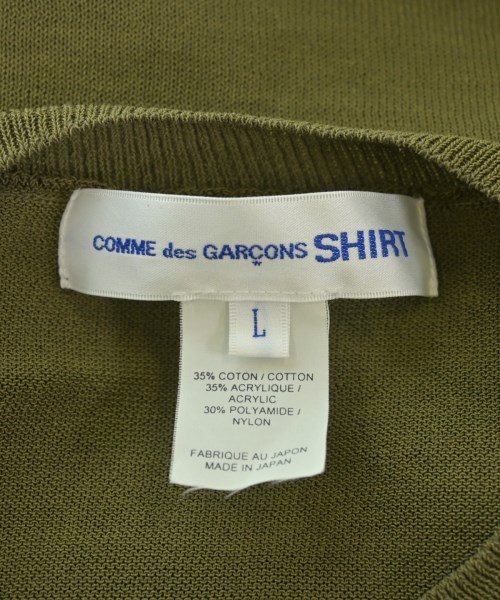 COMME des GARÇONS SHIRT
L
35% COTON / COTTON
35% ACRYLIQUE /
ACRYLIC
30% POLYAMIDE /
NYLON
FABRIQUE AU JAPON
MADE IN JAPAN